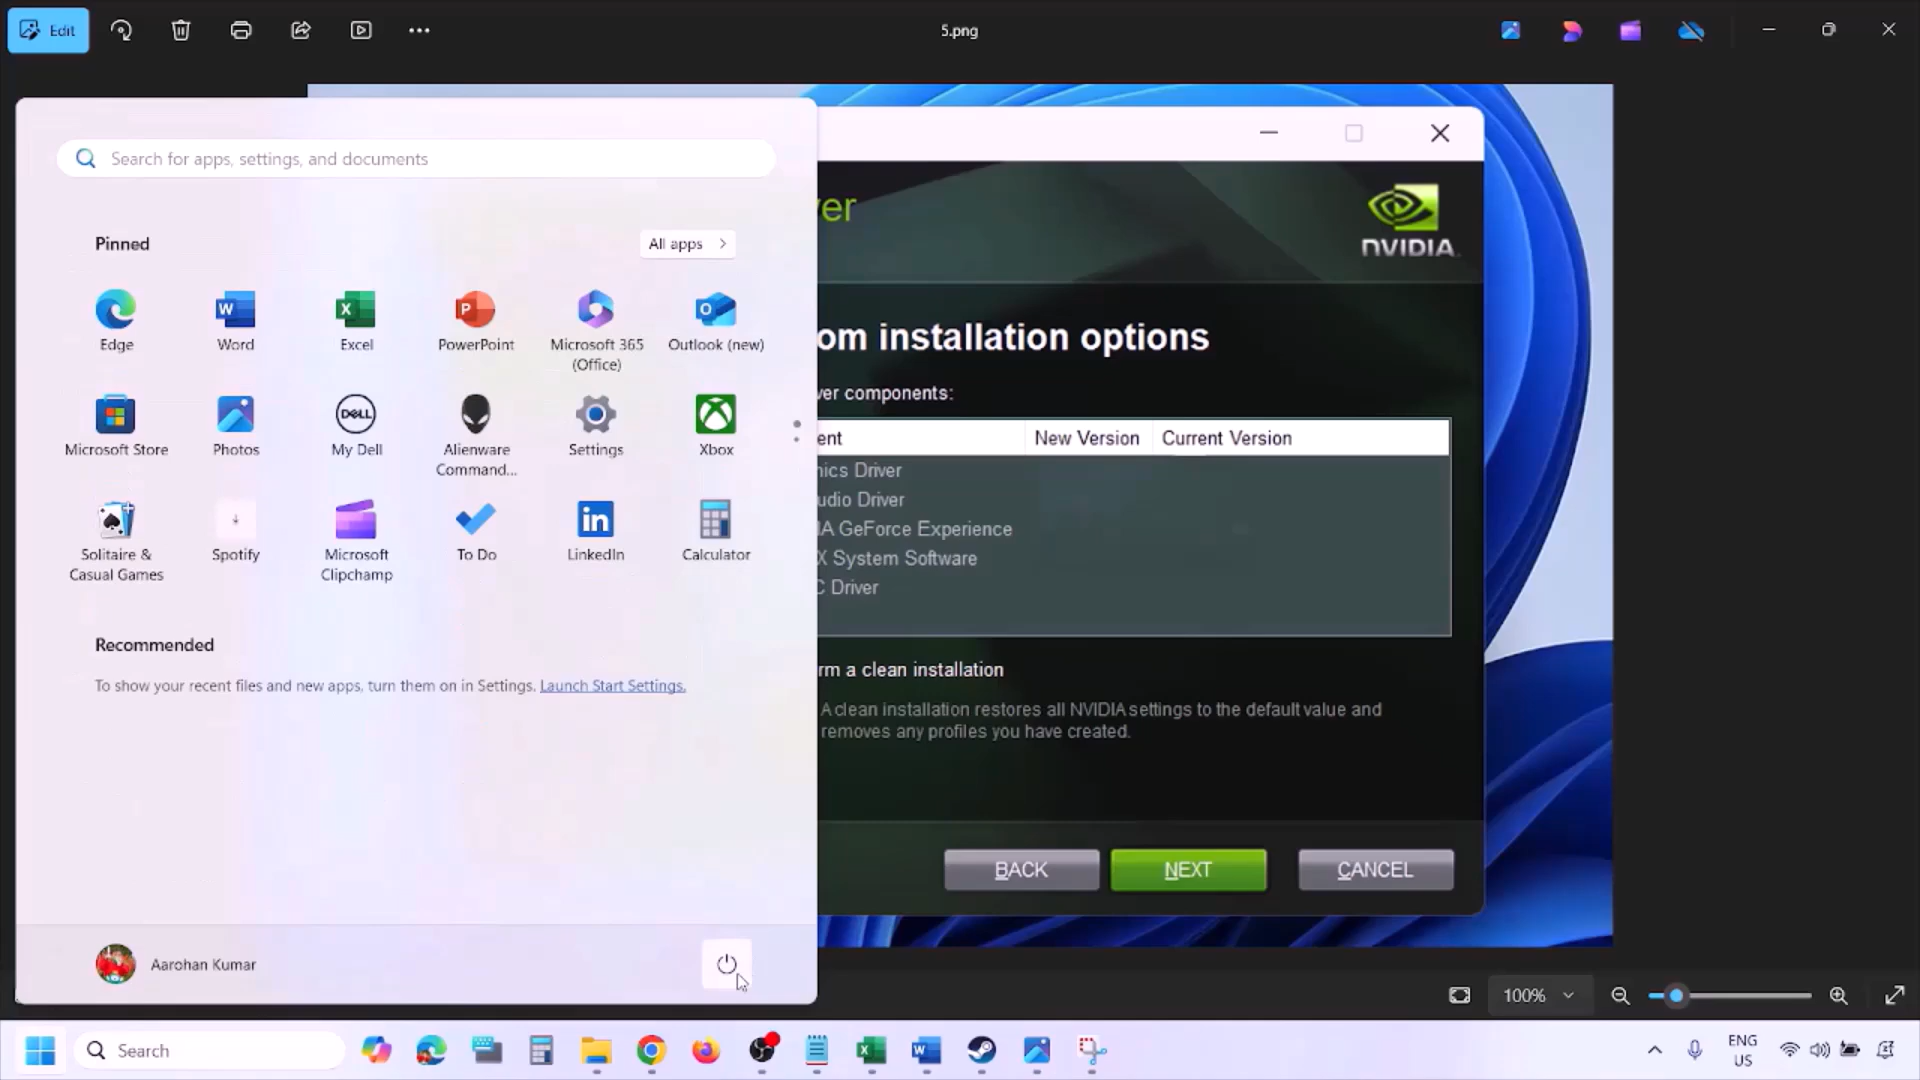 Edit
5.png
Search for apps, settings, and documents
Pinned
All apps
Edge
Word
Excel
PowerPoint
Microsoft 365
(Office)
Outlook (new)
Microsoft Store
Photos
My Dell
Alienware
Command...
Settings
Xbox
Solitaire &
Casual Games
Spotify
Microsoft
Clipchamp
To Do
LinkedIn
Calculator
Recommended
To show your recent files and new apps, turn them on in Settings. Launch Start Settings.
Aarohan Kumar
ver
NVIDIA
om installation options
ver components:
ent
New Version
Current Version
nics Driver
udio Driver
IA GeForce Experience
X System Software
C Driver
rm a clean installation
A clean installation restores all NVIDIA settings to the default value and
removes any profiles you have created.
BACK
NEXT
CANCEL
100%
Search
ENG
US